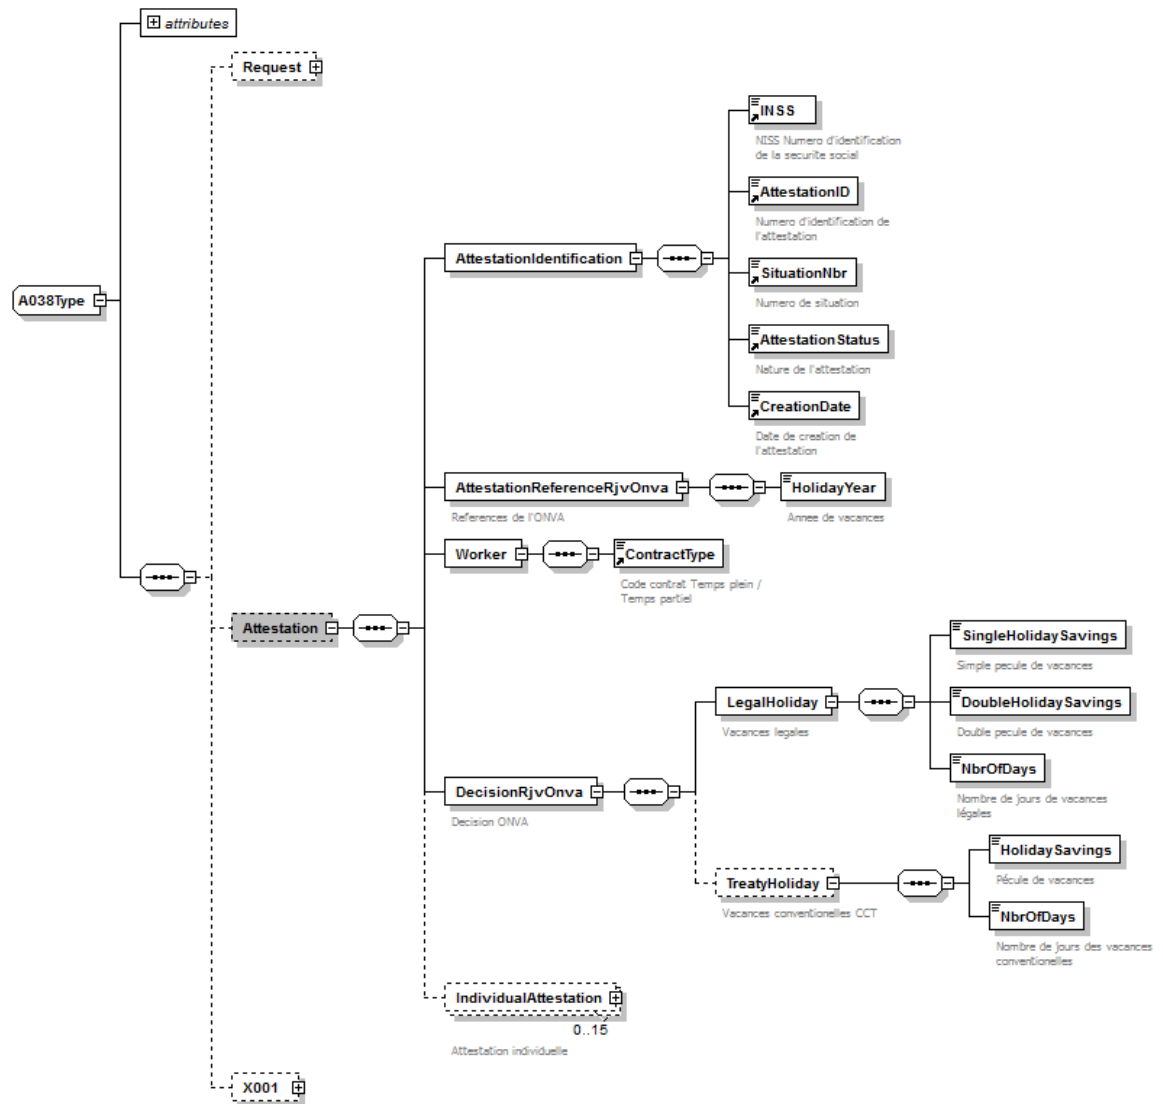 attributes
Request
INSS
NISS Numero d'identification
de la securite social
AttestationID
Numero d'identification de
l'attestation
AttestationIdentification
SituationNbr
Numero de situation
A038Type
AttestationStatus
Nature de l'attestation
CreationDate
Date de creation de
l'attestation
AttestationReferenceRjvOnva
References de l'ONVA
HolidayYear
Annee de vacances
Worker
ContractType
Code contrat Temps plein /
Temps partiel
Attestation
SingleHolidaySavings
Simple pecule de vacances
LegalHoliday
Vacances legales
DoubleHolidaySavings
Double pecule de vacances
NbrOfDays
Nombre de jours de vacances
légales
DecisionRjvOnva
Decision ONVA
HolidaySavings
Pécule de vacances
TreatyHoliday
Vacances conventionelles CCT
NbrOfDays
Nombre de jours des vacances
conventionelles
IndividualAttestation
0..15
Attestation individuelle
X001